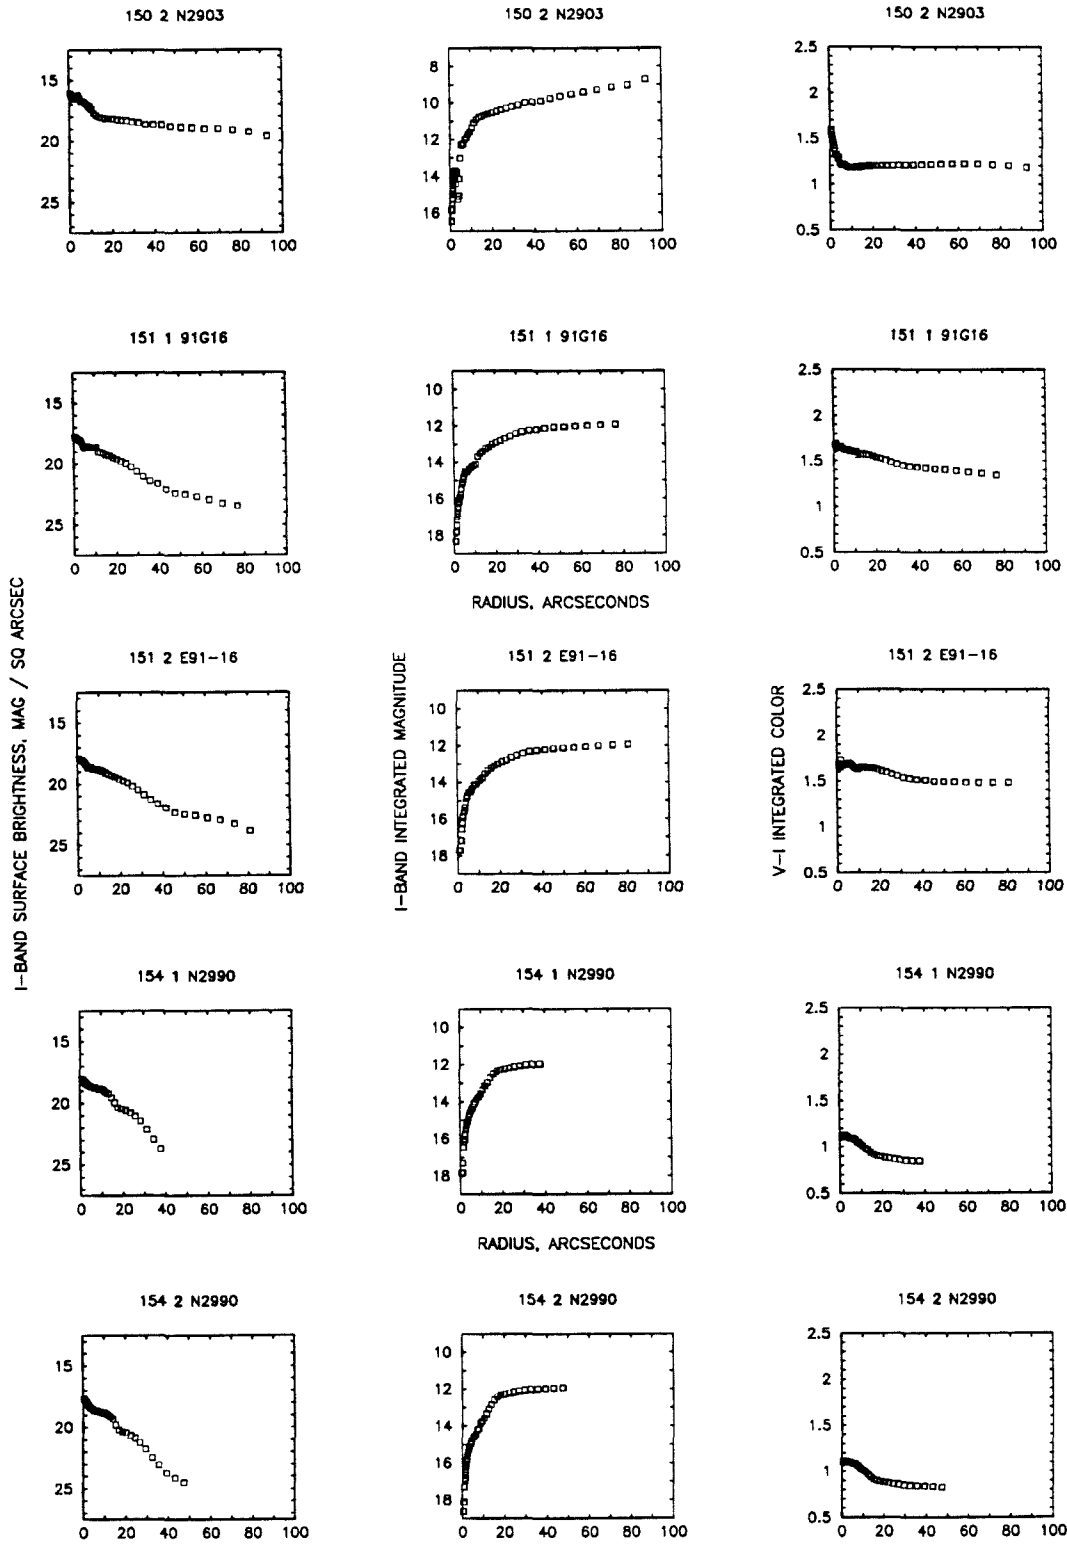 150 2 N2903
150 2 N2903
150 2 N2903
15
20
25
0 20 40 60 80 100
8
10
12
14
16
0 20 40 60 80 100
2.5
2
1.5
1
0.5
0 20 40 60 80 100
151 1 91G16
151 1 91G16
151 1 91G16
15
20
25
0 20 40 60 80 100
10
12
14
16
18
0 20 40 60 80 100
RADIUS, ARCSECONDS
2.5
2
1.5
1
0.5
0 20 40 60 80 100
I-BAND SURFACE BRIGHTNESS, MAG / SQ ARCSEC
I-BAND INTEGRATED MAGNITUDE
V-I INTEGRATED COLOR
151 2 E91-16
151 2 E91-16
151 2 E91-16
15
20
25
0 20 40 60 80 100
10
12
14
16
18
0 20 40 60 80 100
2.5
2
1.5
1
0.5
0 20 40 60 80 100
154 1 N2990
154 1 N2990
154 1 N2990
15
20
25
0 20 40 60 80 100
10
12
14
16
18
0 20 40 60 80 100
RADIUS, ARCSECONDS
2.5
2
1.5
1
0.5
0 20 40 60 80 100
154 2 N2990
154 2 N2990
154 2 N2990
15
20
25
0 20 40 60 80 100
10
12
14
16
18
0 20 40 60 80 100
2.5
2
1.5
1
0.5
0 20 40 60 80 100